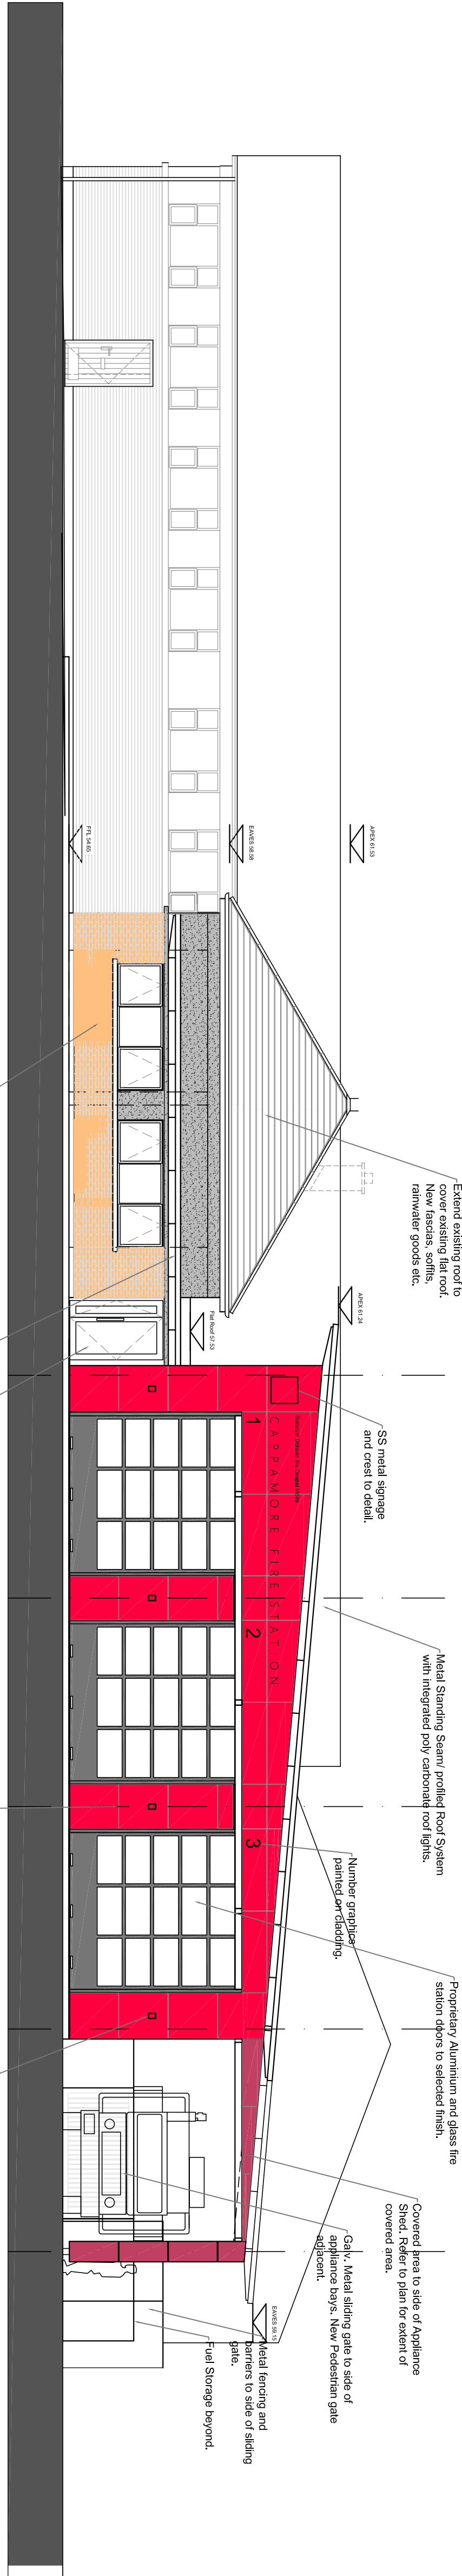 APEX 61.53
EAVES 58.58
FFL 54.65
Extend existing roof to
cover existing flat roof.
New fascias, soffits,
rainwater goods etc.
APEX 61.24
Flat Roof 57.53
SS metal signage
and crest to detail.
CAPPAMORE FIRE STATION
1
2
3
Metal Standing Seam/ profiled Roof System
with integrated poly carbonate roof lights.
Number graphics
painted on cladding.
Proprietary Aluminium and glass fire
station doors to selected finish.
Covered area to side of Appliance
Shed. Refer to plan for extent of
covered area.
Galv. Metal sliding gate to side of
appliance bays. New Pedestrian gate
adjacent.
EAVES 59.15
Metal fencing and
barriers to side of sliding
gate.
Fuel Storage beyond.